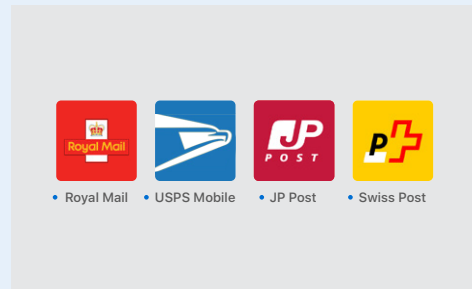 Royal Mail
JP
POST
P
• Royal Mail • USPS Mobile • JP Post • Swiss Post